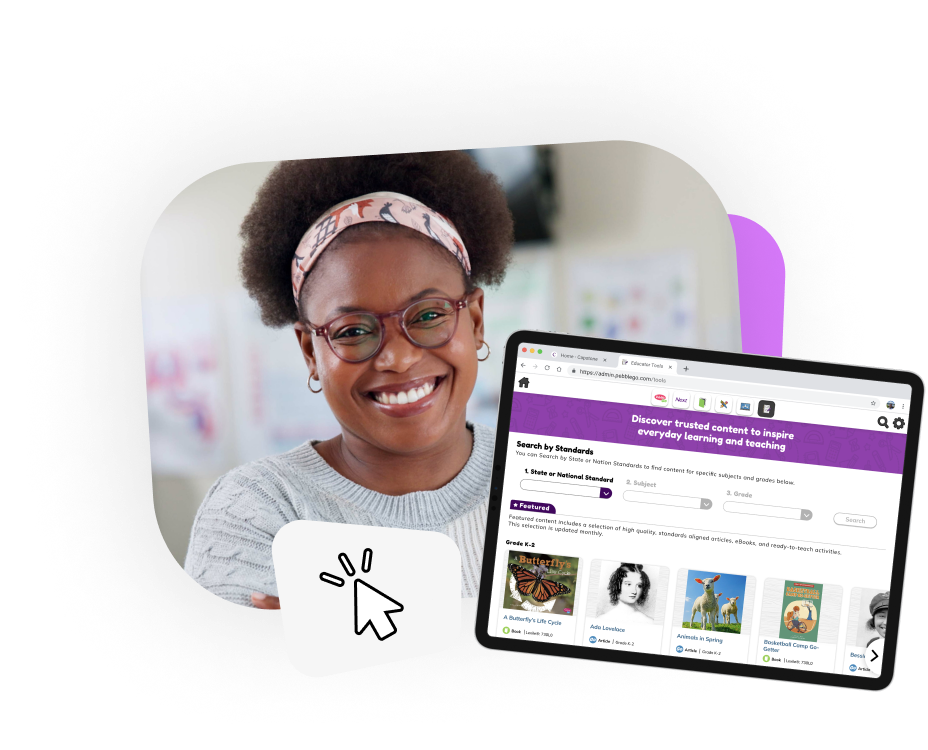 Home - Capstone
Educator Tools
https://admin.pebblego.com/tools
Next
Discover trusted content to inspire
everyday learning and teaching
Search by Standards
You can Search by State or Nation Standards to find content for specific subjects and grades below.
1. State or National Standard
2. Subject
3. Grade
Search
★ Featured
Featured content includes a selection of high quality, standards aligned articles, eBooks, and ready-to-teach activities.
This selection is updated monthly.
Grade K-2
A Butterfly's Life Cycle
Book | Lexile®: 710L0
Ada Lovelace
Article | Grade K-2
Animals in Spring
Article | Grade K-2
Basketball Camp Go-
Getter
Book
Article